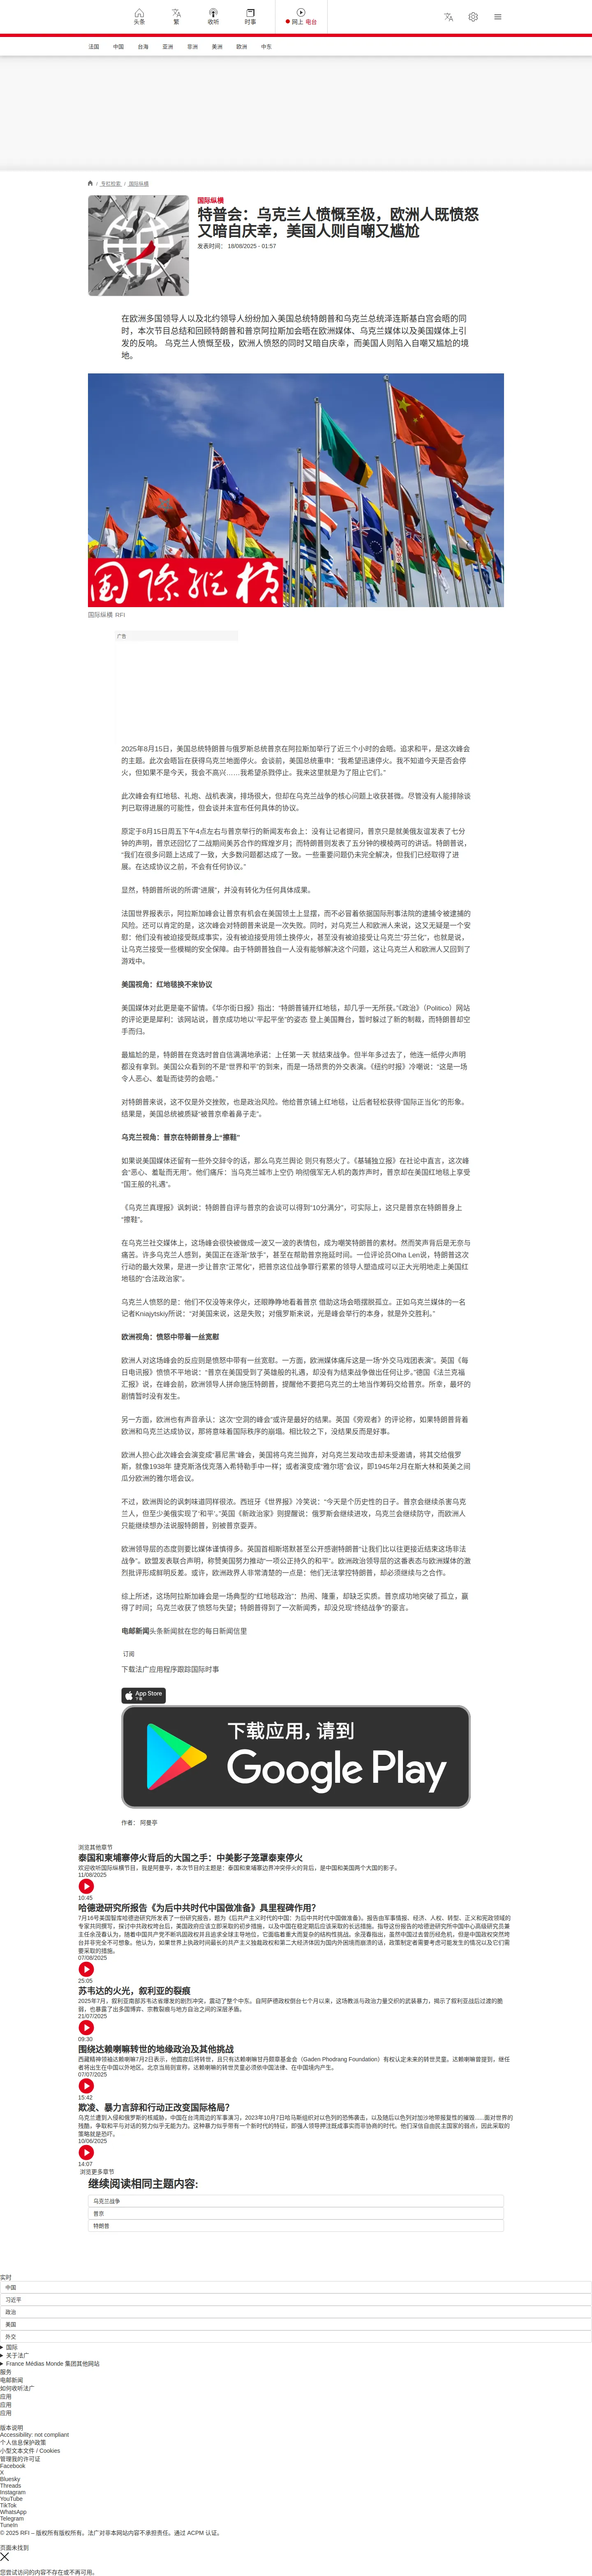 头条
繁
收听
时事
网上 电台
法国
中国
台海
亚洲
非洲
美洲
欧洲
中东
/ 专栏检索 / 国际纵横
国际纵横
特普会：乌克兰人愤慨至极，欧洲人既愤怒
又暗自庆幸，美国人则自嘲又尴尬
发表时间： 18/08/2025 - 01:57
在欧洲多国领导人以及北约领导人纷纷加入美国总统特朗普和乌克兰总统泽连斯基白宫会晤的同
时，本次节目总结和回顾特朗普和普京阿拉斯加会晤在欧洲媒体、乌克兰媒体以及美国媒体上引
发的反响。 乌克兰人愤慨至极，欧洲人愤怒的同时又暗自庆幸，而美国人则陷入自嘲又尴尬的境
地。
国际纵横
国际纵横 RFI
广告
2025年8月15日，美国总统特朗普与俄罗斯总统普京在阿拉斯加举行了近三个小时的会晤。追求和平，是这次峰会
的主题。此次会晤旨在获得乌克兰地面停火。会谈前，美国总统重申：“我希望迅速停火。我不知道今天是否会停
火，但如果不是今天，我会不高兴……我希望杀戮停止。我来这里就是为了阻止它们。”
此次峰会有红地毯、礼炮、战机表演，排场很大，但却在乌克兰战争的核心问题上收获甚微。尽管没有人能排除谈
判已取得进展的可能性，但会谈并未宣布任何具体的协议。
原定于8月15日周五下午4点左右与普京举行的新闻发布会上：没有让记者提问，普京只是就美俄友谊发表了七分
钟的声明，普京还回忆了二战期间美苏合作的辉煌岁月；而特朗普则发表了五分钟的模棱两可的讲话。特朗普说，
“我们在很多问题上达成了一致，大多数问题都达成了一致。一些重要问题仍未完全解决，但我们已经取得了进
展。在达成协议之前，不会有任何协议。”
显然，特朗普所说的所谓“进展”，并没有转化为任何具体成果。
法国世界报表示，阿拉斯加峰会让普京有机会在美国领土上显摆，而不必冒着依据国际刑事法院的逮捕令被逮捕的
风险。还可以肯定的是，这次峰会对特朗普来说是一次失败。同时，对乌克兰人和欧洲人来说，这又无疑是一个安
慰：他们没有被迫接受既成事实，没有被迫接受用领土换停火，甚至没有被迫接受让乌克兰“芬兰化”，也就是说，
让乌克兰接受一些模糊的安全保障。由于特朗普独自一人没有能够解决这个问题，这让乌克兰人和欧洲人又回到了
游戏中。
美国视角：红地毯换不来协议
美国媒体对此更是毫不留情。《华尔街日报》指出：“特朗普铺开红地毯，却几乎一无所获。”《政治》（Politico）网站
的评论更是犀利：该网站说，普京成功地以“平起平坐”的姿态 登上美国舞台，暂时躲过了新的制裁，而特朗普却空
手而归。
最尴尬的是，特朗普在竞选时曾自信满满地承诺：上任第一天 就结束战争。但半年多过去了，他连一纸停火声明
都没有拿到。美国公众看到的不是“世界和平”的到来，而是一场昂贵的外交表演。《纽约时报》冷嘲说：“这是一场
令人恶心、羞耻而徒劳的会晤。”
对特朗普来说，这不仅是外交挫败，也是政治风险。他给普京铺上红地毯，让后者轻松获得“国际正当化”的形象。
结果是，美国总统被质疑“被普京牵着鼻子走”。
乌克兰视角：普京在特朗普身上“擦鞋”
如果说美国媒体还留有一些外交辞令的话，那么乌克兰舆论 则只有怒火了。《基辅独立报》在社论中直言，这次峰
会“恶心、羞耻而无用”。他们痛斥：当乌克兰城市上空仍 响彻俄军无人机的轰炸声时，普京却在美国红地毯上享受
“国王般的礼遇”。
《乌克兰真理报》讽刺说：特朗普自评与普京的会谈可以得到“10分满分”，可实际上，这只是普京在特朗普身上
“擦鞋”。
在乌克兰社交媒体上，这场峰会很快被做成一波又一波的表情包，成为嘲笑特朗普的素材。然而笑声背后是无奈与
痛苦。许多乌克兰人感到，美国正在逐渐“放手”，甚至在帮助普京拖延时间。一位评论员Olha Len说，特朗普这次
行动的最大效果，是进一步让普京“正常化”，把普京这位战争罪行累累的领导人塑造成可以正大光明地走上美国红
地毯的“合法政治家”。
乌克兰人愤怒的是：他们不仅没等来停火，还眼睁睁地看着普京 借助这场会晤摆脱孤立。正如乌克兰媒体的一名
记者Kniajytskiy所说：“对美国来说，这是失败；对俄罗斯来说，光是峰会举行的本身，就是外交胜利。”
欧洲视角：愤怒中带着一丝宽慰
欧洲人对这场峰会的反应则是愤怒中带有一丝宽慰。一方面，欧洲媒体痛斥这是一场“外交马戏团表演”。英国《每
日电讯报》愤愤不平地说：“普京在美国受到了英雄般的礼遇，却没有为结束战争做出任何让步。”德国《法兰克福
汇报》说，在峰会前，欧洲领导人拼命施压特朗普，提醒他不要把乌克兰的土地当作筹码交给普京。所幸，最坏的
剧情暂时没有发生。
另一方面，欧洲也有声音承认：这次“空洞的峰会”或许是最好的结果。英国《旁观者》的评论称，如果特朗普背着
欧洲和乌克兰达成协议，那将意味着国际秩序的崩塌。相比较之下，没结果反而是好事。
欧洲人担心此次峰会会演变成“慕尼黑”峰会，美国将乌克兰抛弃，对乌克兰发动攻击却未受邀请，将其交给俄罗
斯，就像1938年 捷克斯洛伐克落入希特勒手中一样；或者演变成“雅尔塔”会议，即1945年2月在斯大林和英美之间
瓜分欧洲的雅尔塔会议。
不过，欧洲舆论的讽刺味道同样很浓。西班牙《世界报》冷笑说：“今天是个历史性的日子。普京会继续杀害乌克
兰人，但至少美俄实现了‘和平’。”英国《新政治家》则提醒说：俄罗斯会继续进攻，乌克兰会继续防守，而欧洲人
只能继续想办法说服特朗普，别被普京耍弄。
欧洲领导层的态度则要比媒体谨慎得多。英国首相斯塔默甚至公开感谢特朗普“让我们比以往更接近结束这场非法
战争”。欧盟发表联合声明，称赞美国努力推动“一项公正持久的和平”。欧洲政治领导层的这番表态与欧洲媒体的激
烈批评形成鲜明反差。或许，欧洲政界人非常清楚的一点是：他们无法掌控特朗普，却必须继续与之合作。
综上所述，这场阿拉斯加峰会是一场典型的“红地毯政治”：热闹、隆重，却缺乏实质。普京成功地突破了孤立，赢
得了时间；乌克兰收获了愤怒与失望；特朗普得到了一次新闻秀，却没兑现“终结战争”的豪言。
电邮新闻头条新闻就在您的每日新闻信里
订阅
下载法广应用程序跟踪国际时事
App Store
下载
下载应用，请到
Google Play
作者： 阿曼亭
浏览其他章节
泰国和柬埔寨停火背后的大国之手：中美影子笼罩泰柬停火
欢迎收听国际纵横节目，我是阿曼亭，本次节目的主题是：泰国和柬埔寨边界冲突停火的背后，是中国和美国两个大国的影子。
11/08/2025
10:45
哈德逊研究所报告《为后中共时代中国做准备》具里程碑作用？
7月16号美国智库哈德逊研究所发表了一份研究报告，题为《后共产主义时代的中国：为后中共时代中国做准备》。报告由军事情报、经济、人权、转型、正义和宪政领域的
专家共同撰写，探讨中共政权垮台后，美国政府应该立即采取的初步措施，以及中国在稳定期后应该采取的长远措施。指导这份报告的哈德逊研究所中国中心高级研究员兼
主任余茂春认为，随着中国共产党不断巩固权力并且追求全球主导地位，它面临着重大而复杂的结构性挑战。余茂春指出，虽然中国过去曾历经危机，但是中国政权突然垮
台并非完全不可想象。他认为，如果世界上执政时间最长的共产主义独裁政权和第二大经济体因为国内外困境而崩溃的话，政策制定者需要考虑可能发生的情况以及它们需
要采取的措施。
07/08/2025
25:05
苏韦达的火光，叙利亚的裂痕
2025年7月，叙利亚南部苏韦达省爆发的剧烈冲突，震动了整个中东。自阿萨德政权倒台七个月以来，这场教派与政治力量交织的武装暴力，揭示了叙利亚战后过渡的脆
弱，也暴露了出多国博弈、宗教裂痕与地方自治之间的深层矛盾。
21/07/2025
09:30
围绕达赖喇嘛转世的地缘政治及其他挑战
西藏精神领袖达赖喇嘛7月2日表示，他圆寂后将转世，且只有达赖喇嘛甘丹颇章基金会（Gaden Phodrang Foundation）有权认定未来的转世灵童。达赖喇嘛曾提到，继任
者将出生在中国以外地区。北京当局则宣称，达赖喇嘛的转世灵童必须依中国法律、在中国境内产生。
07/07/2025
15:42
欺凌、暴力言辞和行动正改变国际格局？
乌克兰遭到入侵和俄罗斯的核威胁，中国在台湾周边的军事演习，2023年10月7日哈马斯组织对以色列的恐怖袭击，以及随后以色列对加沙地带报复性的摧毁......面对世界的
残酷，争取和平与对话的努力似乎无能为力。这种暴力似乎带有一个新时代的特征，即强人领导押注既成事实而非协商的时代。他们深信自由民主国家的弱点，因此采取的
策略就是恐吓。
10/06/2025
14:07
浏览更多章节
继续阅读相同主题内容:
乌克兰战争
普京
特朗普
实时
中国
习近平
政治
美国
外交
国际
关于法广
France Médias Monde 集团其他网站
服务
电邮新闻
如何收听法广
应用
应用
应用
版本说明
Accessibility: not compliant
个人信息保护政策
小型文本文件 / Cookies
管理我的许可证
Facebook
X
Bluesky
Threads
Instagram
YouTube
TikTok
WhatsApp
Telegram
TuneIn
© 2025 RFI – 版权所有版权所有。法广对非本网站内容不承担责任。通过 ACPM 认证。
页面未找到
您尝试访问的内容不存在或不再可用。